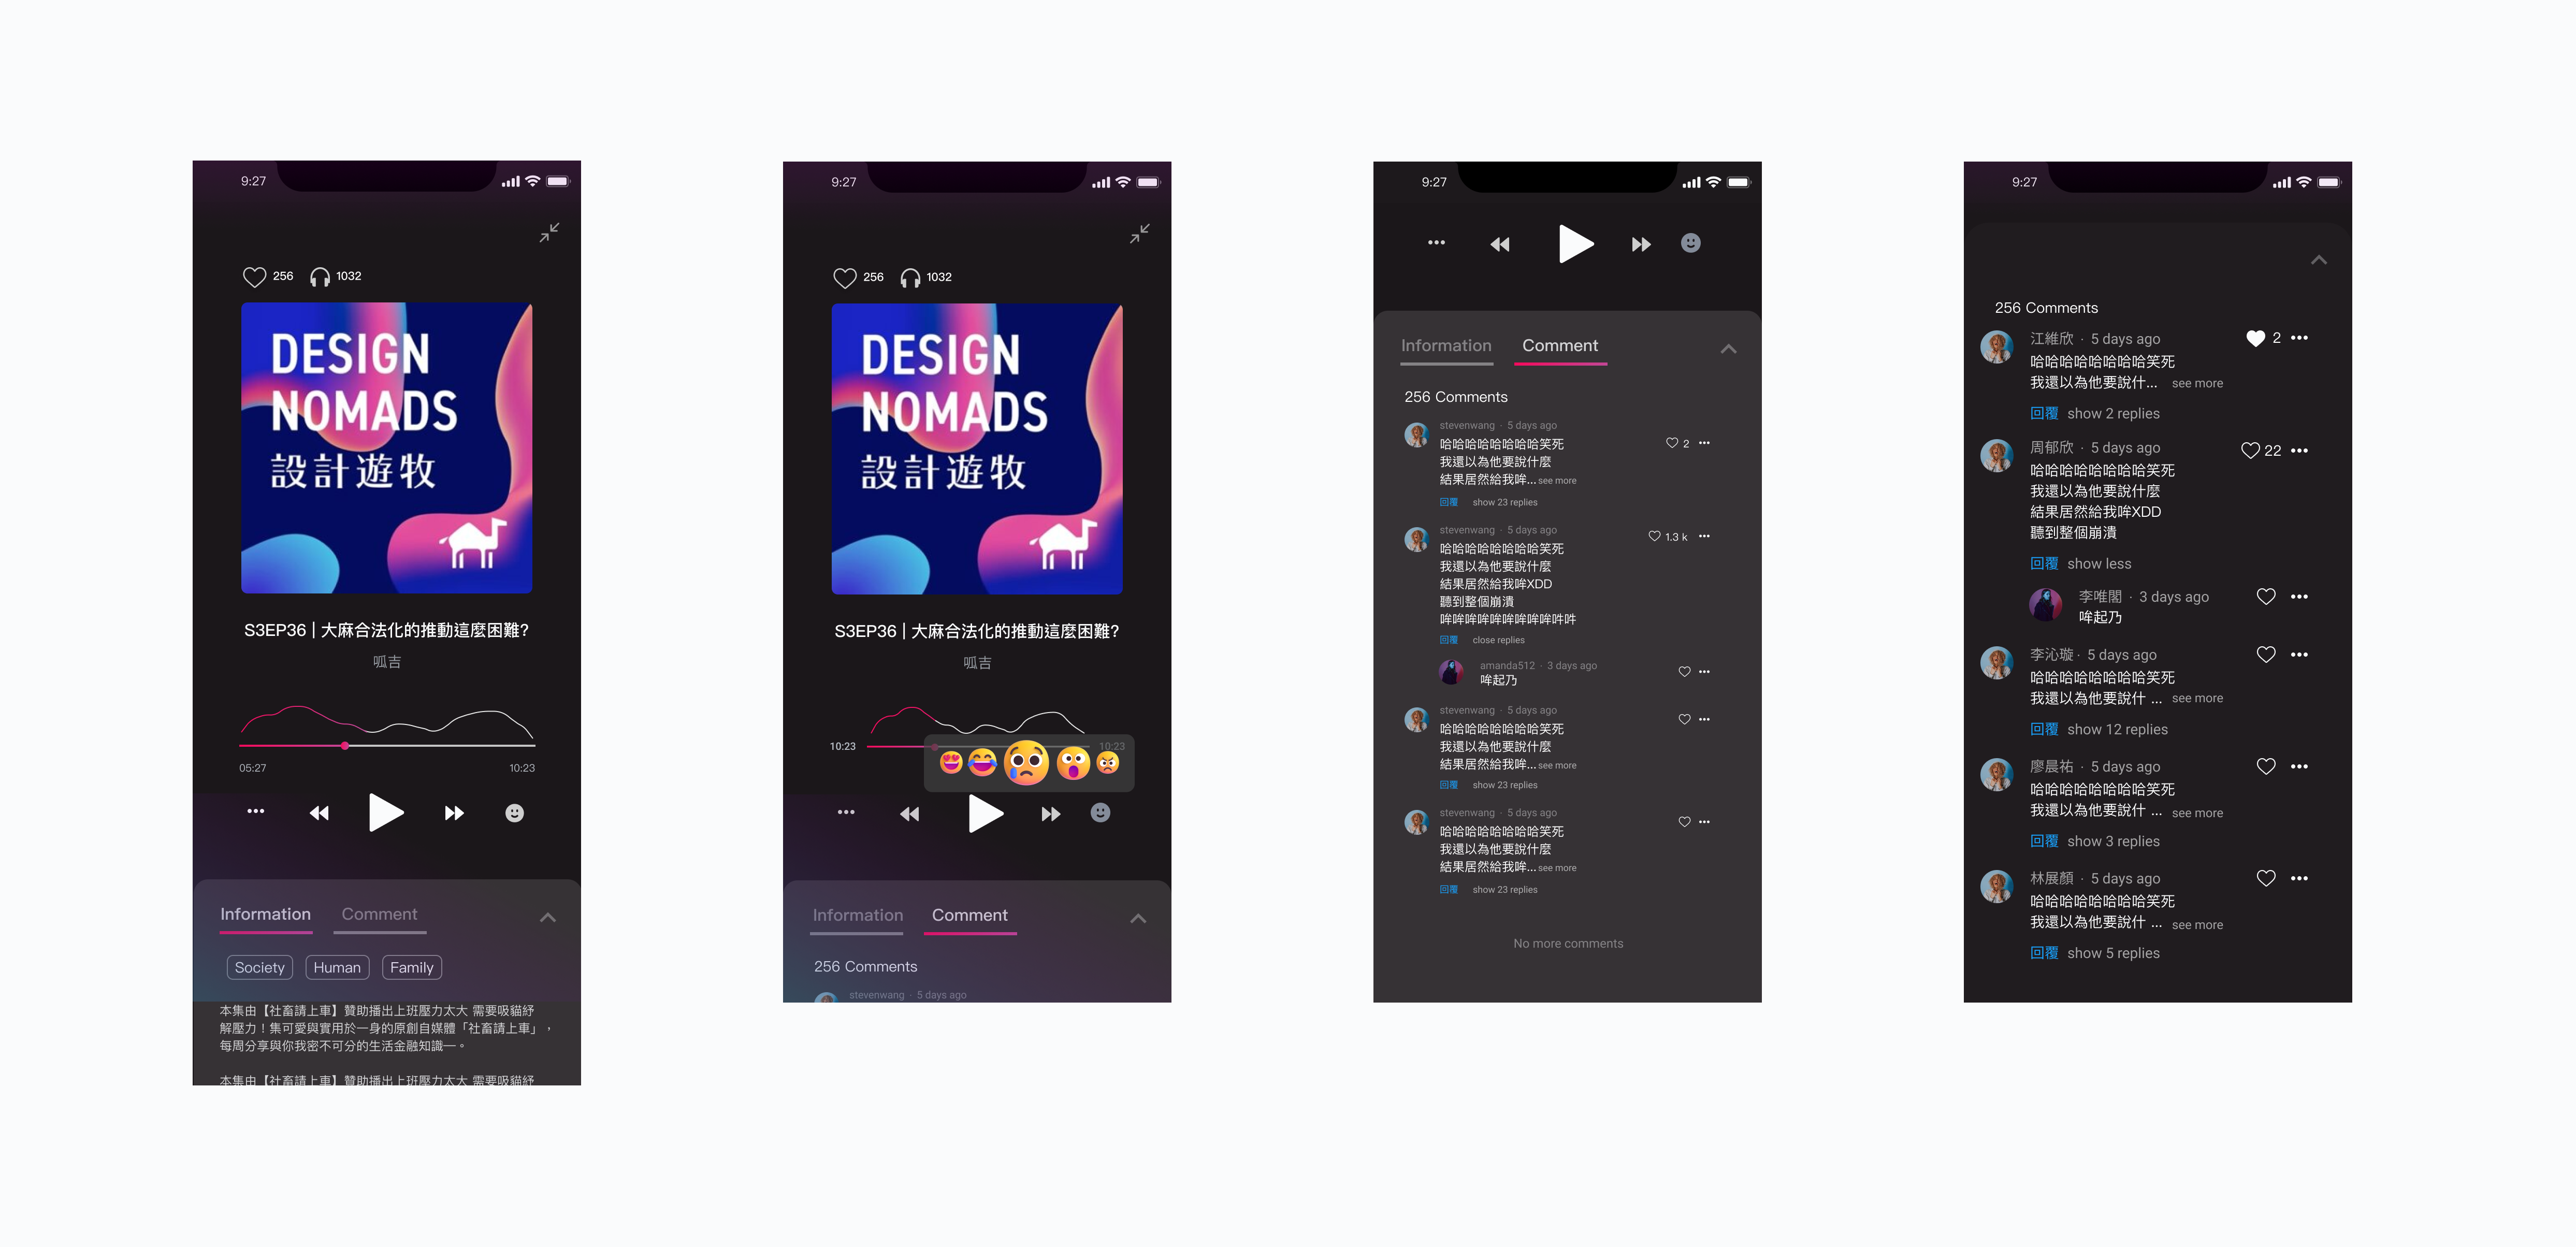 9:27
256 1032
DESIGN
NOMADS
設計遊牧
S3EP36 | 大麻合法化的推動這麼困難?
呱吉
05:27 10:23
Information Comment
Society Human Family
本集由【社畜請上車】贊助播出上班壓力太大 需要吸貓紓
解壓力！集可愛與實用於一身的原創自媒體「社畜請上車」，
每周分享與你我密不可分的生活金融知識—。
本集由【社畜請上車】贊助播出上班壓力太大 需要吸貓紓
9:27
256 1032
DESIGN
NOMADS
設計遊牧
S3EP36 | 大麻合法化的推動這麼困難?
呱吉
10:23 10:23
Information Comment
256 Comments
stevenwang · 5 days ago
9:27
Information Comment
256 Comments
stevenwang · 5 days ago
哈哈哈哈哈哈哈哈笑死 2
我還以為他要說什麼
結果居然給我哞... see more
回覆 show 23 replies
stevenwang · 5 days ago
哈哈哈哈哈哈哈哈笑死 1.3 k
我還以為他要說什麼
結果居然給我哞XDD
聽到整個崩潰
哞哞哞哞哞哞哞哞哞吽吽
回覆 close replies
amanda512 · 3 days ago
哞起乃
stevenwang · 5 days ago
哈哈哈哈哈哈哈哈笑死
我還以為他要說什麼
結果居然給我哞... see more
回覆 show 23 replies
stevenwang · 5 days ago
哈哈哈哈哈哈哈哈笑死
我還以為他要說什麼
結果居然給我哞... see more
回覆 show 23 replies
No more comments
9:27
256 Comments
江維欣 · 5 days ago 2
哈哈哈哈哈哈哈哈笑死
我還以為他要說什... see more
回覆 show 2 replies
周郁欣 · 5 days ago 22
哈哈哈哈哈哈哈哈笑死
我還以為他要說什麼
結果居然給我哞XDD
聽到整個崩潰
回覆 show less
李唯閣 · 3 days ago
哞起乃
李沁璇 · 5 days ago
哈哈哈哈哈哈哈哈笑死
我還以為他要說什 ... see more
回覆 show 12 replies
廖晨祐 · 5 days ago
哈哈哈哈哈哈哈哈笑死
我還以為他要說什 ... see more
回覆 show 3 replies
林展顏 · 5 days ago
哈哈哈哈哈哈哈哈笑死
我還以為他要說什 ... see more
回覆 show 5 replies